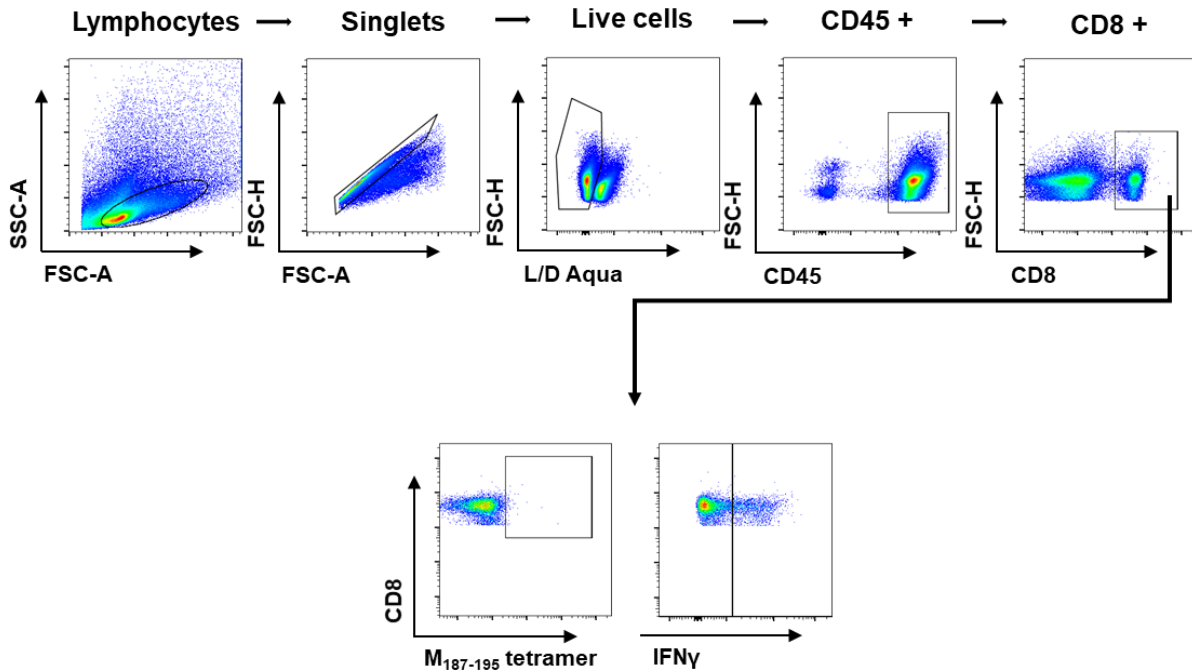 Lymphocytes → Singlets → Live cells → CD45 + → CD8 +
SSC-A
FSC-A
FSC-H
FSC-A
FSC-H
L/D Aqua
FSC-H
CD45
FSC-H
CD8
CD8
M187-195 tetramer
IFNγ